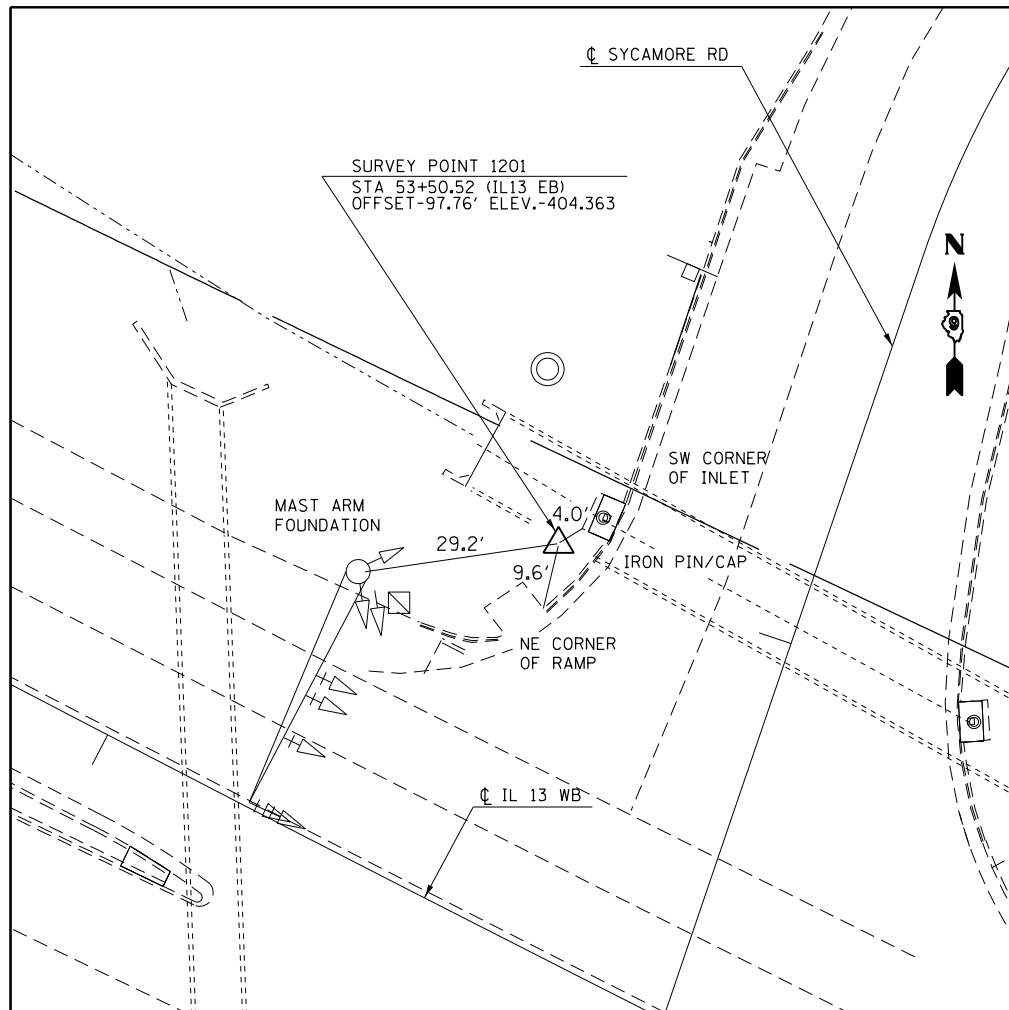 ℄ SYCAMORE RD
SURVEY POINT 1201
STA 53+50.52 (IL13 EB)
OFFSET-97.76' ELEV.-404.363
N
SW CORNER
OF INLET
MAST ARM
FOUNDATION
4.0'
29.2'
IRON PIN/CAP
9.6'
NE CORNER
OF RAMP
℄ IL 13 WB